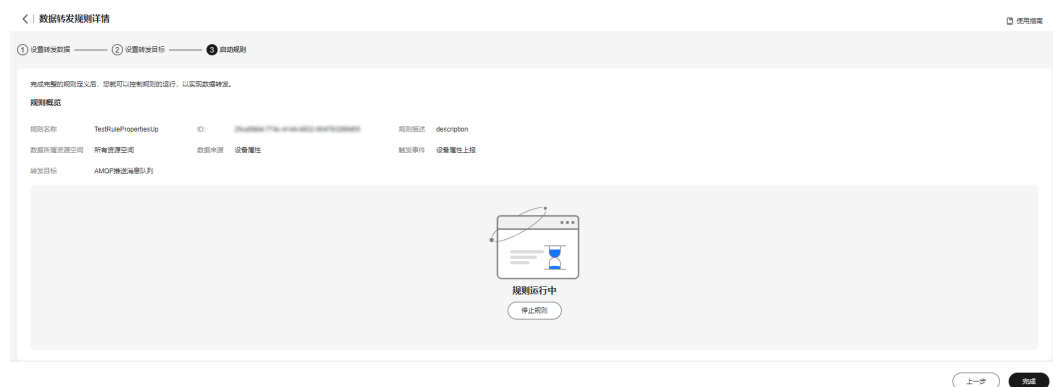 数据转发规则详情
使用指南
1 设置转发数据
2 设置转发目标
3 启动规则
完成完整的规则定义后，您就可以控制规则的运行，以实现数据转发。
规则概览
规则名称 TestRulePropertiesUp ID: 规则描述 description
数据所属资源空间 所有资源空间 数据来源 设备属性 触发事件 设备属性上报
转发目标 AMQP推送消息队列
规则运行中
停止规则
上一步 完成